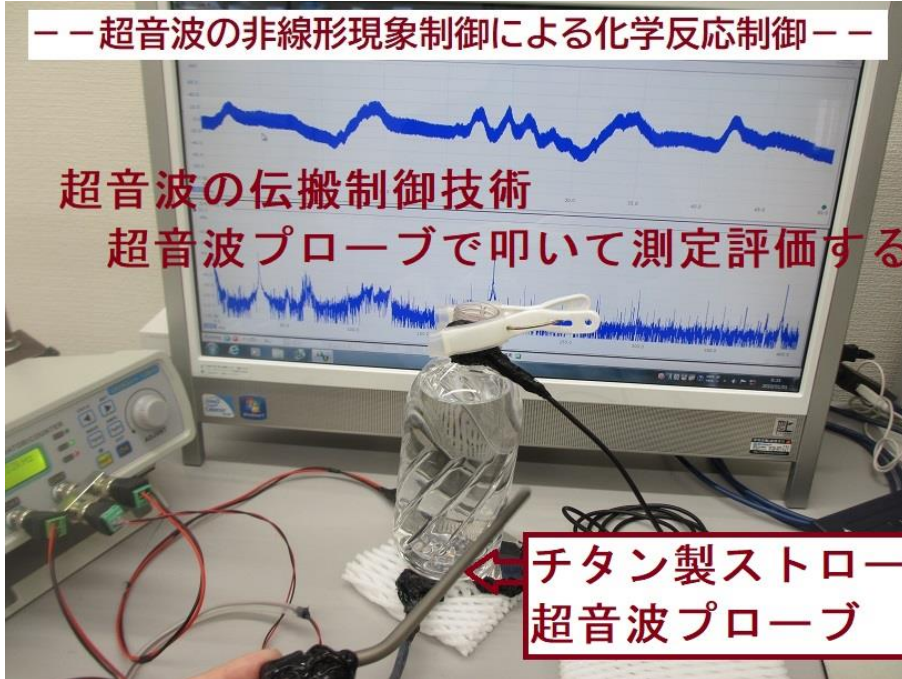 －－超音波の非線形現象制御による化学反応制御－－
超音波の伝搬制御技術
超音波プローブで叩いて測定評価する
チタン製ストロー
超音波プローブ